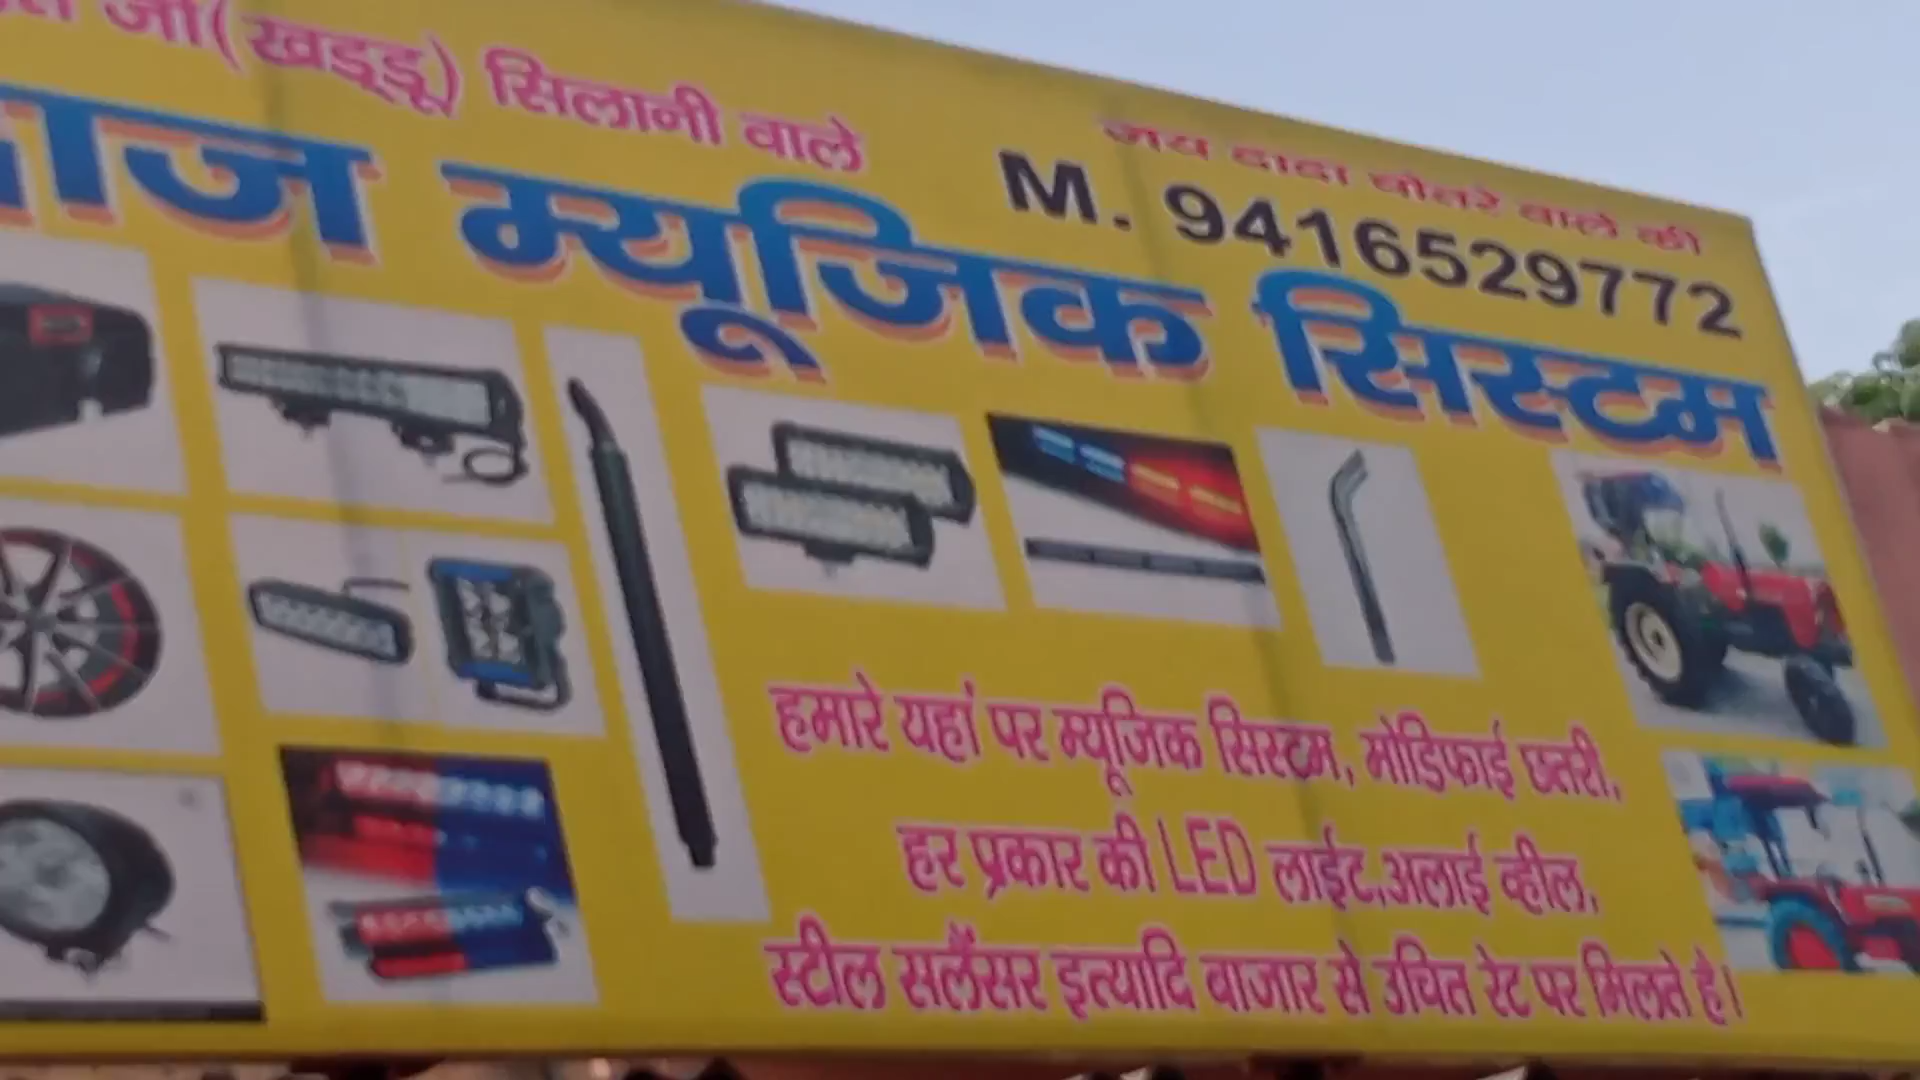 जी(खड्डू) सिलानी वाले
जय दादा बोतरे वाले की
M. 9416529772
म्यूजिक सिस्टम
हमारे यहां पर म्यूजिक सिस्टम, मोडिफाई छतरी,
हर प्रकार की LED लाईट,अलाई व्हील,
स्टील सलैंसर इत्यादि बाजार से उचित रेट पर मिलते है।